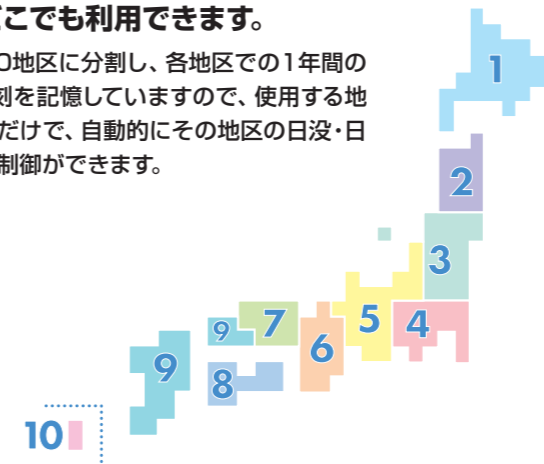 どこでも利用できます。
0地区に分割し、各地区での1年間の
刻を記憶していますので、使用する地
だけで、自動的にその地区の日没・日
制御ができます。
1
2
3
4
5
6
7
9
8
9
10